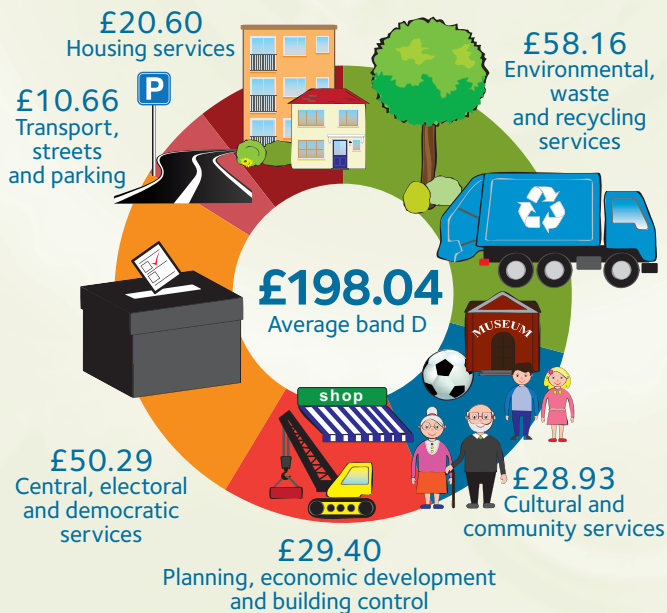 £20.60
Housing services
£10.66
Transport,
streets
and parking
P
£58.16
Environmental,
waste
and recycling
services
£198.04
Average band D
MUSEUM
shop
£50.29
Central, electoral
and democratic
services
£28.93
Cultural and
community services
£29.40
Planning, economic development
and building control